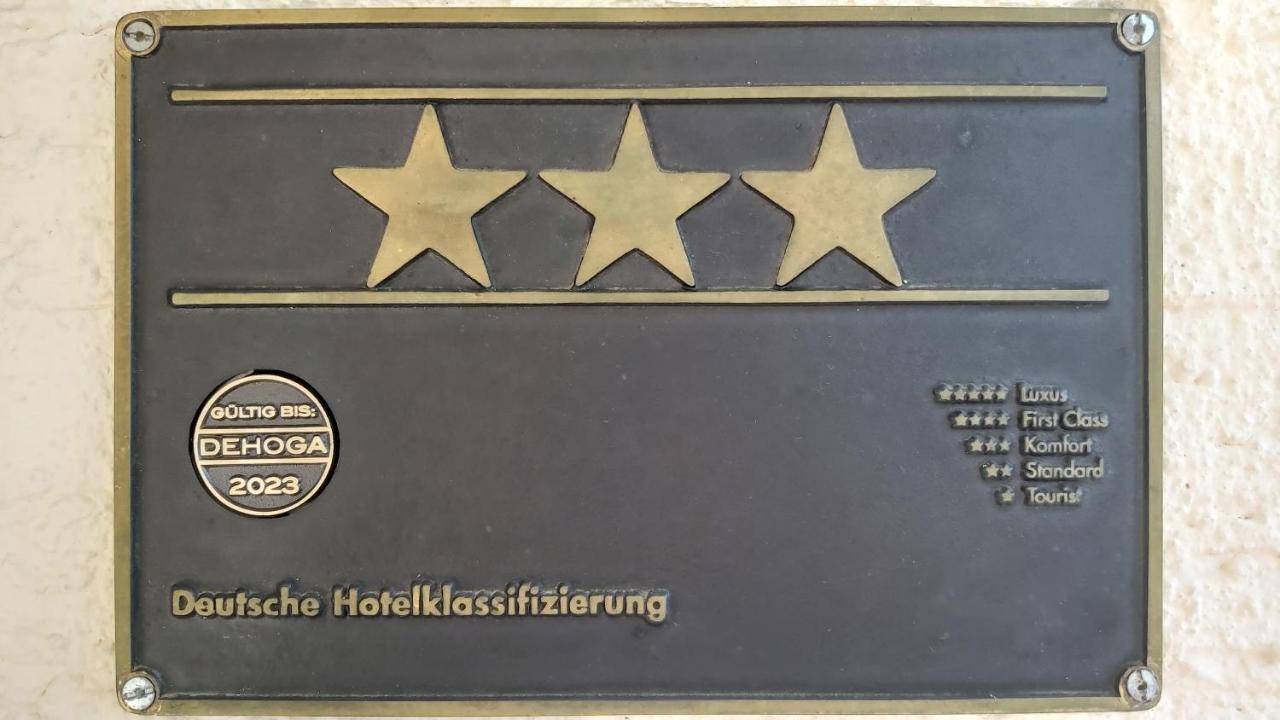 GÜLTIG BIS:
DEHOGA
2023
★★★★★ Luxus
★★★★ First Class
★★★ Komfort
★★ Standard
★ Tourist
Deutsche Hotelklassifizierung